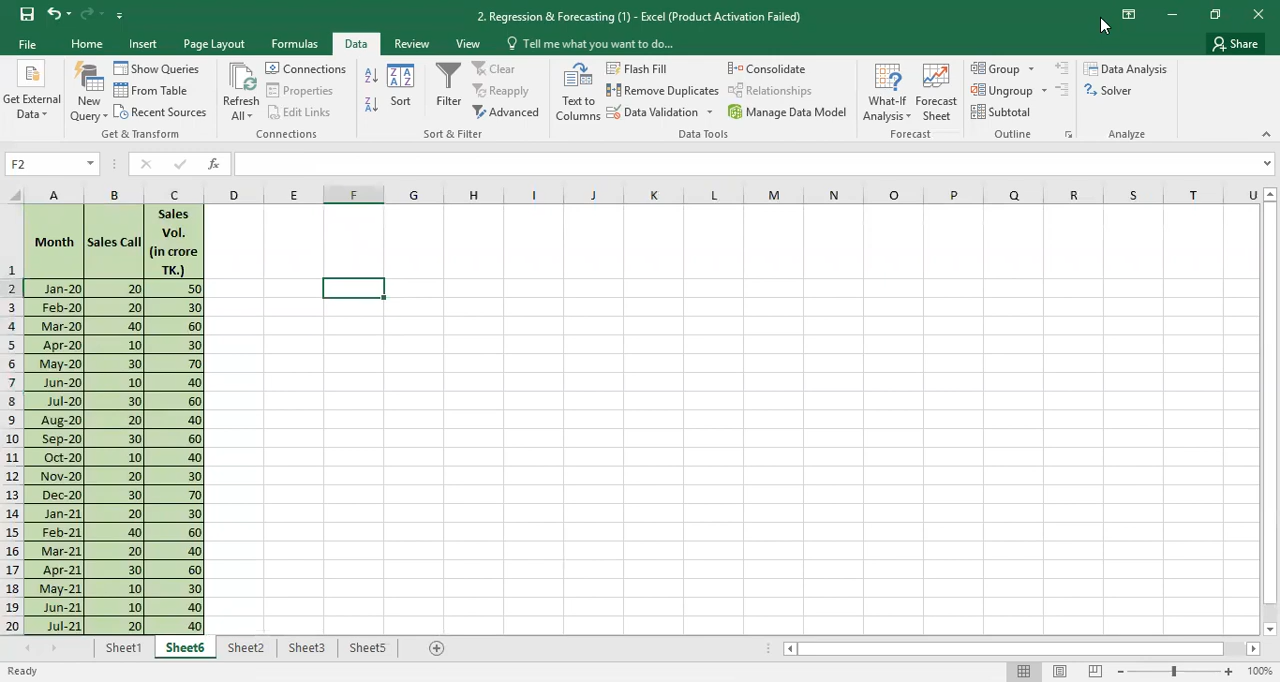 2. Regression & Forecasting (1) - Excel (Product Activation Failed)
File Home Insert Page Layout Formulas Data Review View Tell me what you want to do... Share
Get External Data
New Query
Show Queries
From Table
Recent Sources
Get & Transform
Refresh All
Connections
Properties
Edit Links
Connections
Sort
Filter
Clear
Reapply
Advanced
Sort & Filter
Text to Columns
Flash Fill
Remove Duplicates
Data Validation
Consolidate
Relationships
Manage Data Model
Data Tools
What-If Analysis
Forecast Sheet
Forecast
Group
Ungroup
Subtotal
Outline
Data Analysis
Solver
Analyze
F2 fx
A B C D E F G H I J K L M N O P Q R S T U
1 Month Sales Call Sales Vol. (in crore TK.)
2 Jan-20 20 50
3 Feb-20 20 30
4 Mar-20 40 60
5 Apr-20 10 30
6 May-20 30 70
7 Jun-20 10 40
8 Jul-20 30 60
9 Aug-20 20 40
10 Sep-20 30 60
11 Oct-20 10 40
12 Nov-20 20 30
13 Dec-20 30 70
14 Jan-21 20 30
15 Feb-21 40 60
16 Mar-21 20 40
17 Apr-21 30 60
18 May-21 10 30
19 Jun-21 10 40
20 Jul-21 20 40
Sheet1 Sheet6 Sheet2 Sheet3 Sheet5
Ready 100%